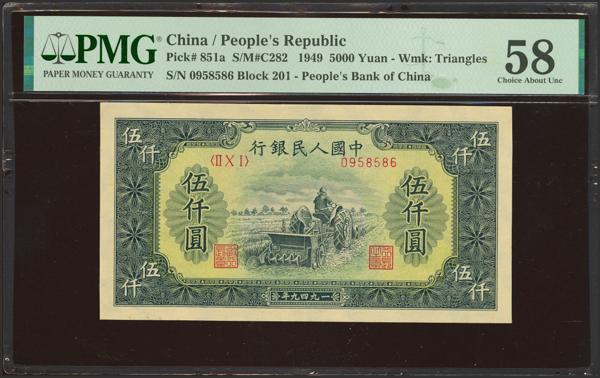 PMG
PAPER MONEY GUARANTY
China / People's Republic
Pick# 851a S/M#C282 1949 5000 Yuan - Wmk: Triangles
S/N 0958586 Block 201 - People's Bank of China
58
Choice About Unc
伍仟
伍仟
行銀民人國中
〈II X I〉
0958586
伍仟圓
伍仟圓
伍仟
伍仟
年九四九一